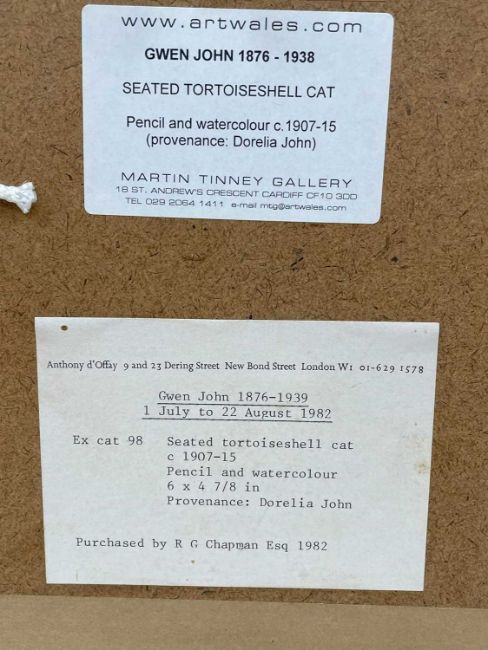 www.artwales.com
GWEN JOHN 1876 - 1938
SEATED TORTOISESHELL CAT
Pencil and watercolour c.1907-15
(provenance: Dorelia John)
MARTIN TINNEY GALLERY
18 ST. ANDREW'S CRESCENT CARDIFF CF10 3DD
TEL 029 2064 1411 e-mail mtg@artwales.com
Anthony d'Offay 9 and 23 Dering Street New Bond Street London W1 01-629 1578
Gwen John 1876-1939
1 July to 22 August 1982
Ex cat 98 Seated tortoiseshell cat
c 1907-15
Pencil and watercolour
6 x 4 7/8 in
Provenance: Dorelia John
Purchased by R G Chapman Esq 1982